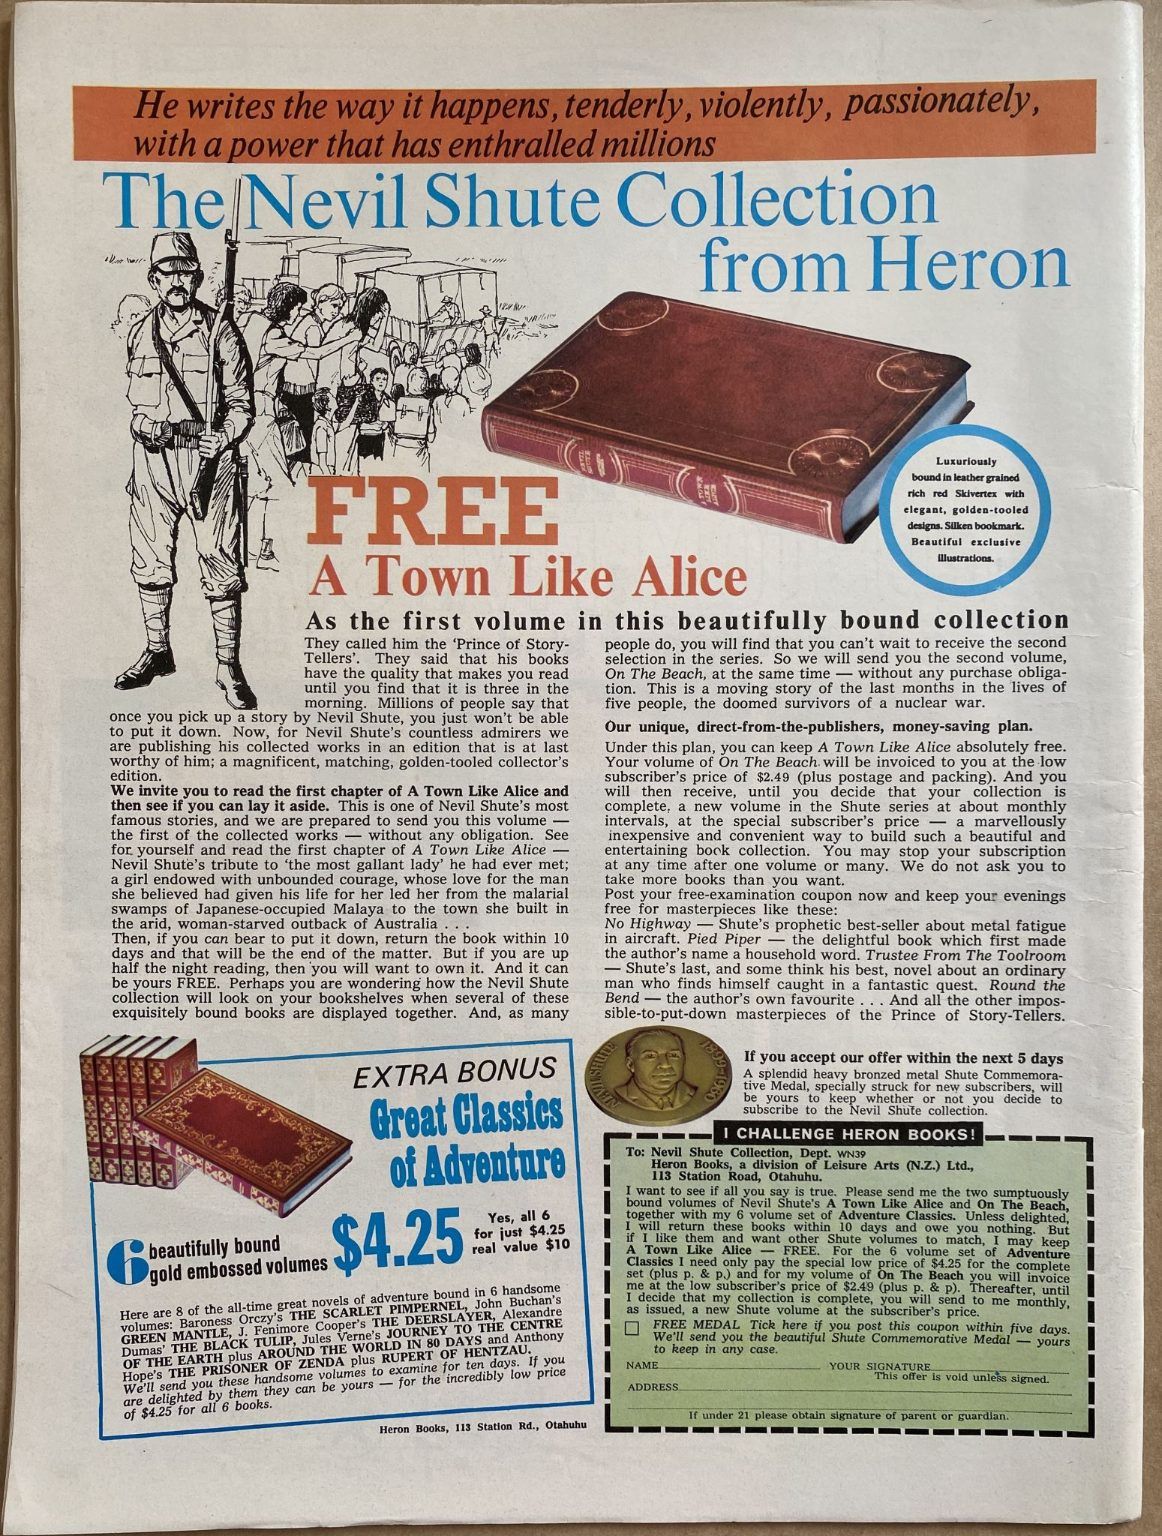 He writes the way it happens, tenderly, violently, passionately,
with a power that has enthralled millions
The Nevil Shute Collection
from Heron
Luxuriously
bound in leather grained
rich red Skivertex with
elegant, golden-tooled
designs. Silken bookmark.
Beautiful exclusive
illustrations.
FREE
A Town Like Alice
As the first volume in this beautifully bound collection
They called him the 'Prince of Story-
Tellers'. They said that his books
have the quality that makes you read
until you find that it is three in the
morning. Millions of people say that
once you pick up a story by Nevil Shute, you just won't be able
to put it down. Now, for Nevil Shute's countless admirers we
are publishing his collected works in an edition that is at last
worthy of him; a magnificent, matching, golden-tooled collector's
edition.
We invite you to read the first chapter of A Town Like Alice and
then see if you can lay it aside. This is one of Nevil Shute's most
famous stories, and we are prepared to send you this volume —
the first of the collected works — without any obligation. See
for yourself and read the first chapter of A Town Like Alice —
Nevil Shute's tribute to 'the most gallant lady' he had ever met;
a girl endowed with unbounded courage, whose love for the man
she believed had given his life for her led her from the malarial
swamps of Japanese-occupied Malaya to the town she built in
the arid, woman-starved outback of Australia . . .
Then, if you can bear to put it down, return the book within 10
days and that will be the end of the matter. But if you are up
half the night reading, then you will want to own it. And it can
be yours FREE. Perhaps you are wondering how the Nevil Shute
collection will look on your bookshelves when several of these
exquisitely bound books are displayed together. And, as many
people do, you will find that you can't wait to receive the second
selection in the series. So we will send you the second volume,
On The Beach, at the same time — without any purchase obliga-
tion. This is a moving story of the last months in the lives of
five people, the doomed survivors of a nuclear war.
Our unique, direct-from-the-publishers, money-saving plan.
Under this plan, you can keep A Town Like Alice absolutely free.
Your volume of On The Beach will be invoiced to you at the low
subscriber's price of $2.49 (plus postage and packing). And you
will then receive, until you decide that your collection is
complete, a new volume in the Shute series at about monthly
intervals, at the special subscriber's price — a marvellously
inexpensive and convenient way to build such a beautiful and
entertaining book collection. You may stop your subscription
at any time after one volume or many. We do not ask you to
take more books than you want.
Post your free-examination coupon now and keep your evenings
free for masterpieces like these:
No Highway — Shute's prophetic best-seller about metal fatigue
in aircraft. Pied Piper — the delightful book which first made
the author's name a household word. Trustee From The Toolroom
— Shute's last, and some think his best, novel about an ordinary
man who finds himself caught in a fantastic quest. Round the
Bend — the author's own favourite . . . And all the other impos-
sible-to-put-down masterpieces of the Prince of Story-Tellers.
EXTRA BONUS
Great Classics
of Adventure
6 beautifully bound
gold embossed volumes
$4.25
Yes, all 6
for just $4.25
real value $10
Here are 8 of the all-time great novels of adventure bound in 6 handsome
volumes: Baroness Orczy's THE SCARLET PIMPERNEL, John Buchan's
GREEN MANTLE, J. Fenimore Cooper's THE DEERSLAYER, Alexandre
Dumas' THE BLACK TULIP, Jules Verne's JOURNEY TO THE CENTRE
OF THE EARTH plus AROUND THE WORLD IN 80 DAYS and Anthony
Hope's THE PRISONER OF ZENDA plus RUPERT OF HENTZAU.
We'll send you these handsome volumes to examine for ten days. If you
are delighted by them they can be yours — for the incredibly low price
of $4.25 for all 6 books.
Heron Books, 113 Station Rd., Otahuhu
NEVIL SHUTE 1899-1960
If you accept our offer within the next 5 days
A splendid heavy bronzed metal Shute Commemora-
tive Medal, specially struck for new subscribers, will
be yours to keep whether or not you decide to
subscribe to the Nevil Shute collection.
I CHALLENGE HERON BOOKS!
To: Nevil Shute Collection, Dept. WN39
Heron Books, a division of Leisure Arts (N.Z.) Ltd.,
113 Station Road, Otahuhu.
I want to see if all you say is true. Please send me the two sumptuously
bound volumes of Nevil Shute's A Town Like Alice and On The Beach,
together with my 6 volume set of Adventure Classics. Unless delighted,
I will return these books within 10 days and owe you nothing. But
if I like them and want other Shute volumes to match, I may keep
A Town Like Alice — FREE. For the 6 volume set of Adventure
Classics I need only pay the special low price of $4.25 for the complete
set (plus p. & p.) and for my volume of On The Beach you will invoice
me at the low subscriber's price of $2.49 (plus p. & p). Thereafter, until
I decide that my collection is complete, you will send to me monthly,
as issued, a new Shute volume at the subscriber's price.
FREE MEDAL Tick here if you post this coupon within five days.
We'll send you the beautiful Shute Commemorative Medal — yours
to keep in any case.
NAME YOUR SIGNATURE
This offer is void unless signed.
ADDRESS
If under 21 please obtain signature of parent or guardian.